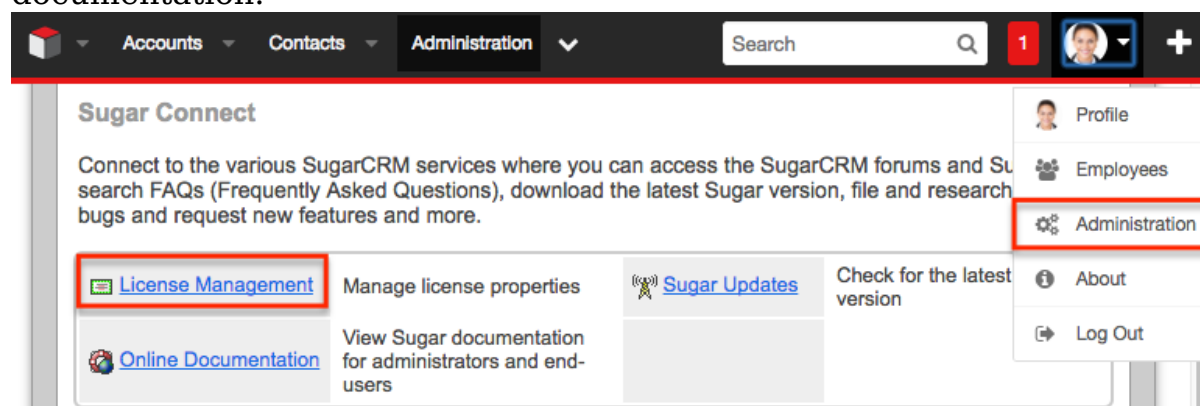 documentation.
Accounts Contacts Administration Search 1
Sugar Connect
Connect to the various SugarCRM services where you can access the SugarCRM forums and Su
search FAQs (Frequently Asked Questions), download the latest Sugar version, file and research
bugs and request new features and more.
License Management Manage license properties Sugar Updates Check for the latest
version
Online Documentation View Sugar documentation
for administrators and end-
users
Profile
Employees
Administration
About
Log Out